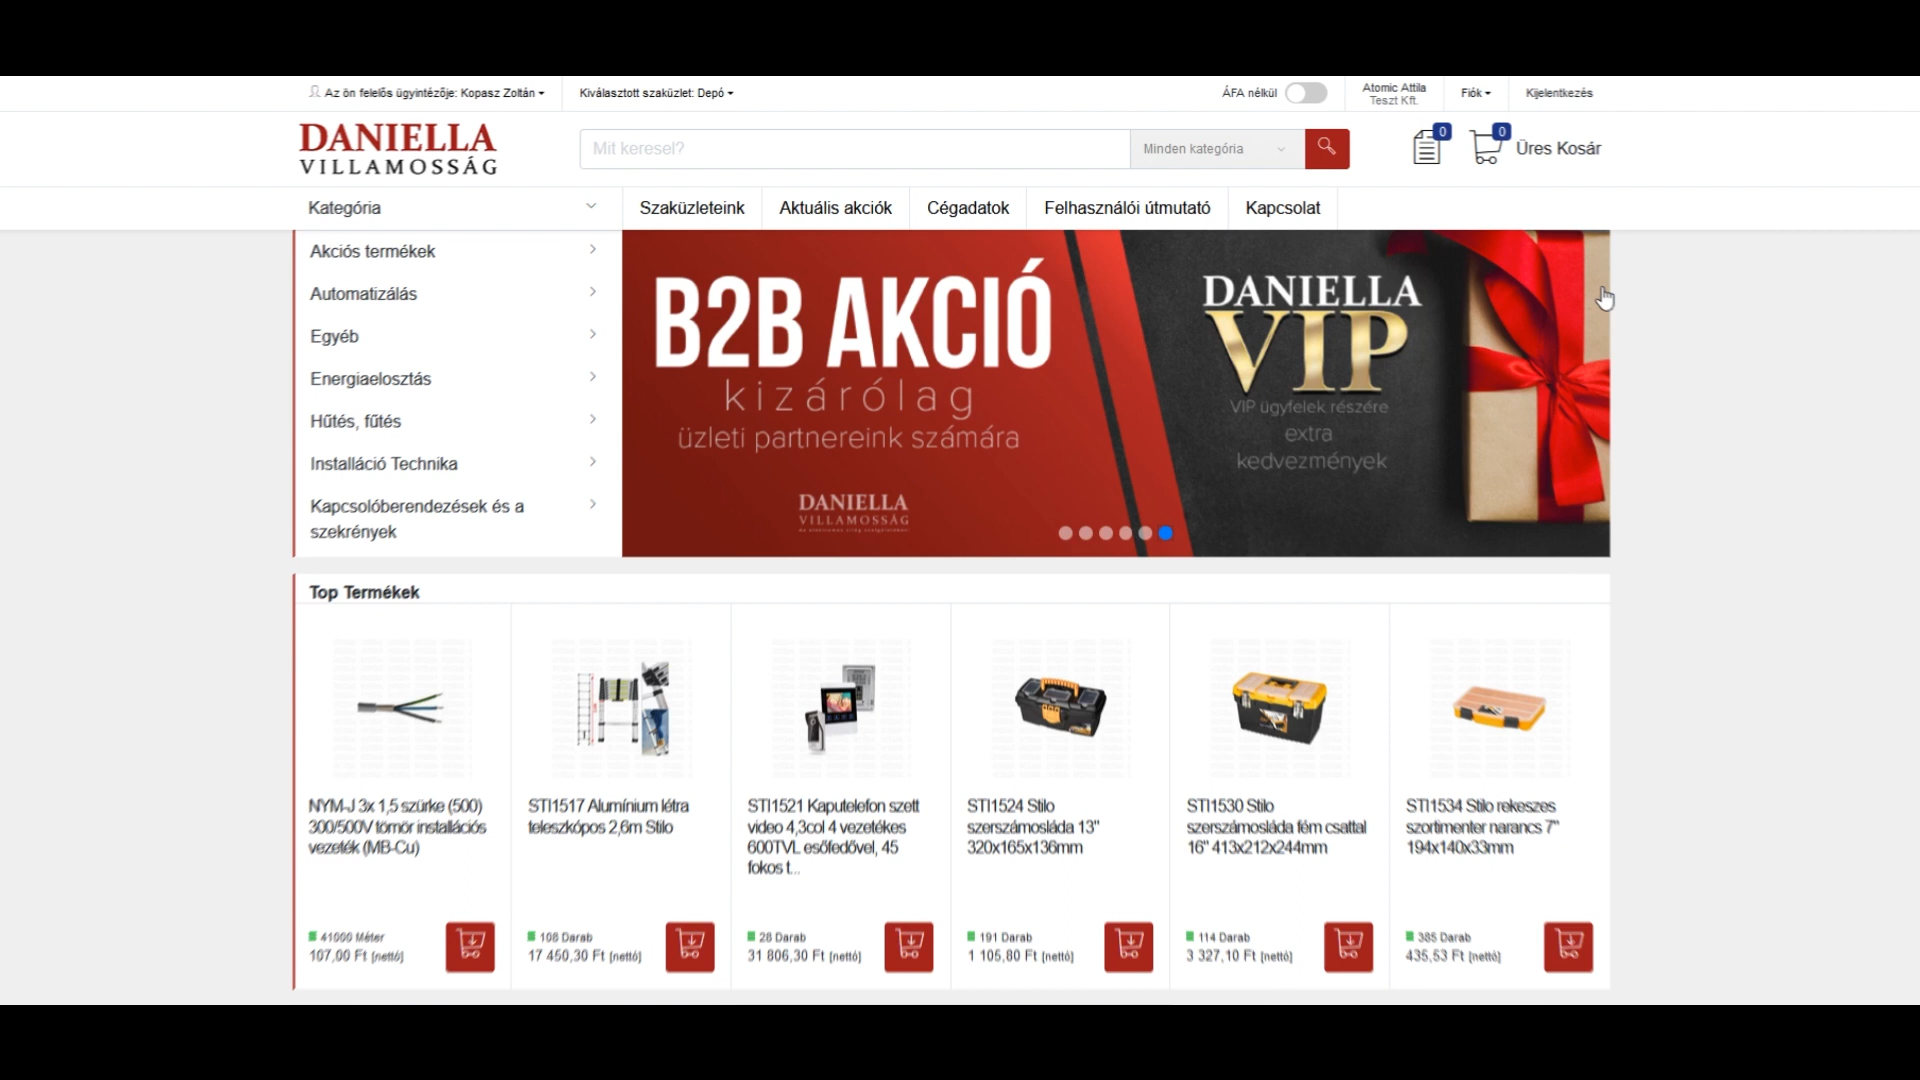 Az ön felelős ügyintézője: Kopasz Zoltán
Kiválasztott szaküzlet: Depó
ÁFA nélkül
Atomic Attila
Teszt Kft.
Fiók
Kijelentkezés
DANIELLA
VILLAMOSSÁG
Mit keresel?
Minden kategória
0
0
Üres Kosár
Kategória
Szaküzleteink
Aktuális akciók
Cégadatok
Felhasználói útmutató
Kapcsolat
Akciós termékek
Automatizálás
Egyéb
Energiaelosztás
Hűtés, fűtés
Installáció Technika
Kapcsolóberendezések és a
szekrények
B2B AKCIÓ
kizárólag
üzleti partnereink számára
DANIELLA
VILLAMOSSÁG
DANIELLA
VIP
VIP ügyfelek részére
extra
kedvezmények
Top Termékek
NYM-J 3x 1,5 szürke (500)
300/500V tömör installációs
vezeték (MB-Cu)
41000 Méter
107,00 Ft (nettó)
STI1517 Alumínium létra
teleszkópos 2,6m Stilo
108 Darab
17 450,30 Ft (nettó)
STI1521 Kaputelefon szett
video 4,3col 4 vezetékes
600TVL esőfedővel, 45
fokos t...
28 Darab
31 806,30 Ft (nettó)
STI1524 Stilo
szerszámosláda 13"
320x165x136mm
191 Darab
1 105,80 Ft (nettó)
STI1530 Stilo
szerszámosláda fém csattal
16" 413x212x244mm
114 Darab
3 327,10 Ft (nettó)
STI1534 Stilo rekeszes
szortimenter narancs 7"
194x140x33mm
385 Darab
435,53 Ft (nettó)